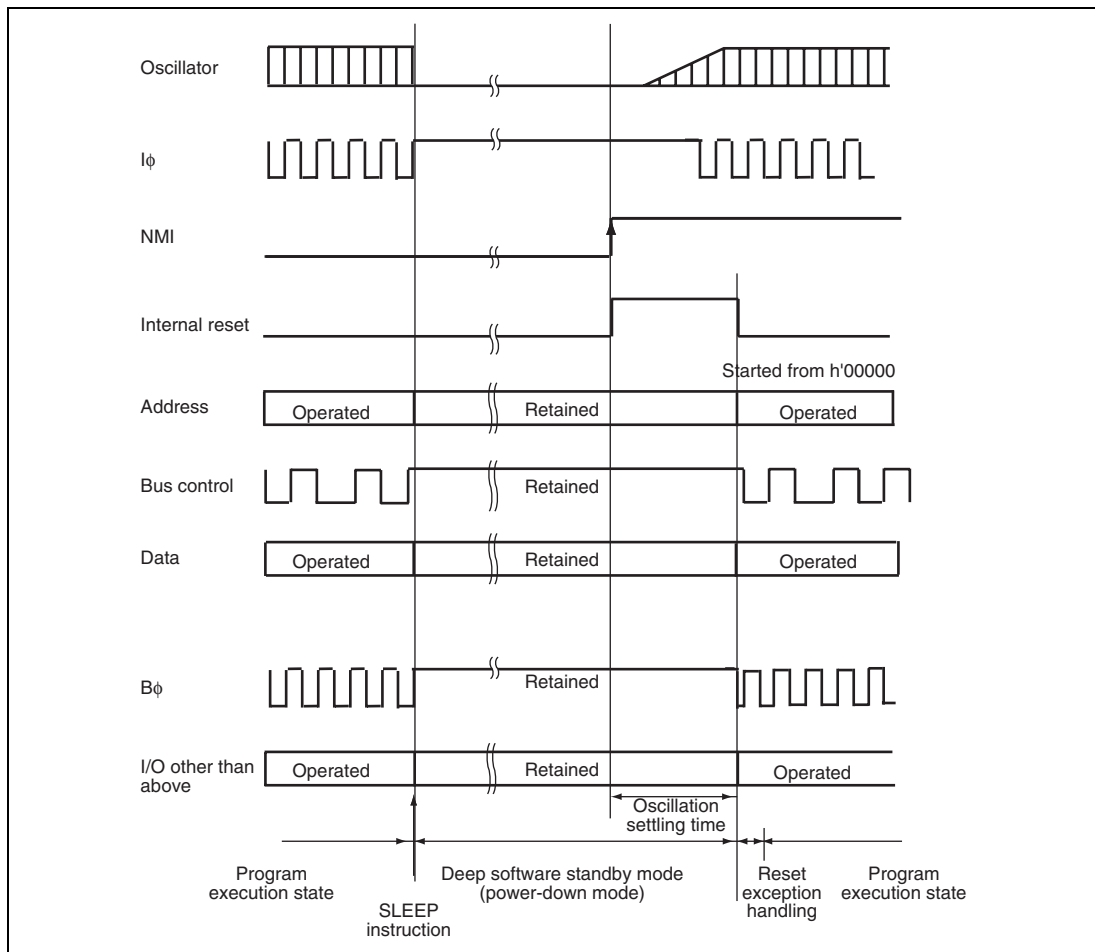 Oscillator
Iϕ
NMI
Internal reset
Started from h'00000
Address
Operated
Retained
Operated
Bus control
Retained
Data
Operated
Retained
Operated
Bϕ
Retained
I/O other than
above
Operated
Retained
Operated
Oscillation
settling time
Program
execution state
SLEEP
instruction
Deep software standby mode
(power-down mode)
Reset
exception
handling
Program
execution state